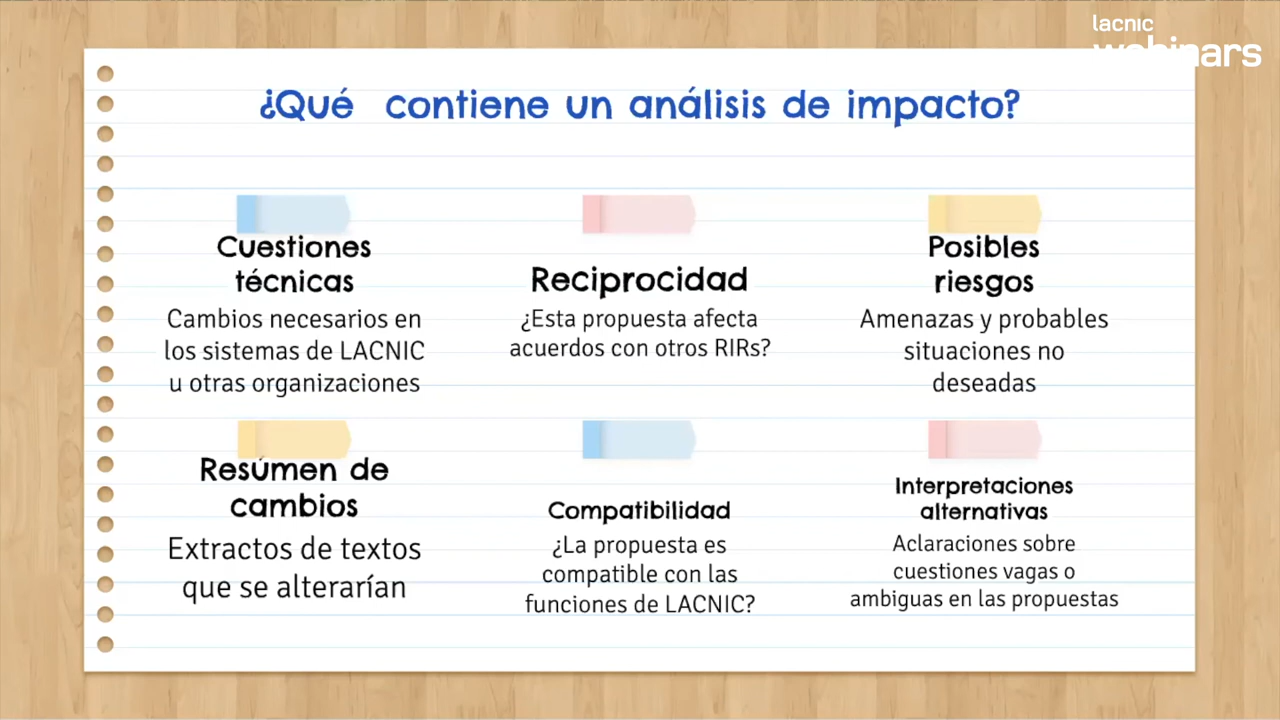 lacnic
webinars
¿Qué contiene un análisis de impacto?
Cuestiones
técnicas
Cambios necesarios en
los sistemas de LACNIC
u otras organizaciones
Reciprocidad
¿Esta propuesta afecta
acuerdos con otros RIRs?
Posibles
riesgos
Amenazas y probables
situaciones no
deseadas
Resúmen de
cambios
Extractos de textos
que se alterarían
Compatibilidad
¿La propuesta es
compatible con las
funciones de LACNIC?
Interpretaciones
alternativas
Aclaraciones sobre
cuestiones vagas o
ambiguas en las propuestas